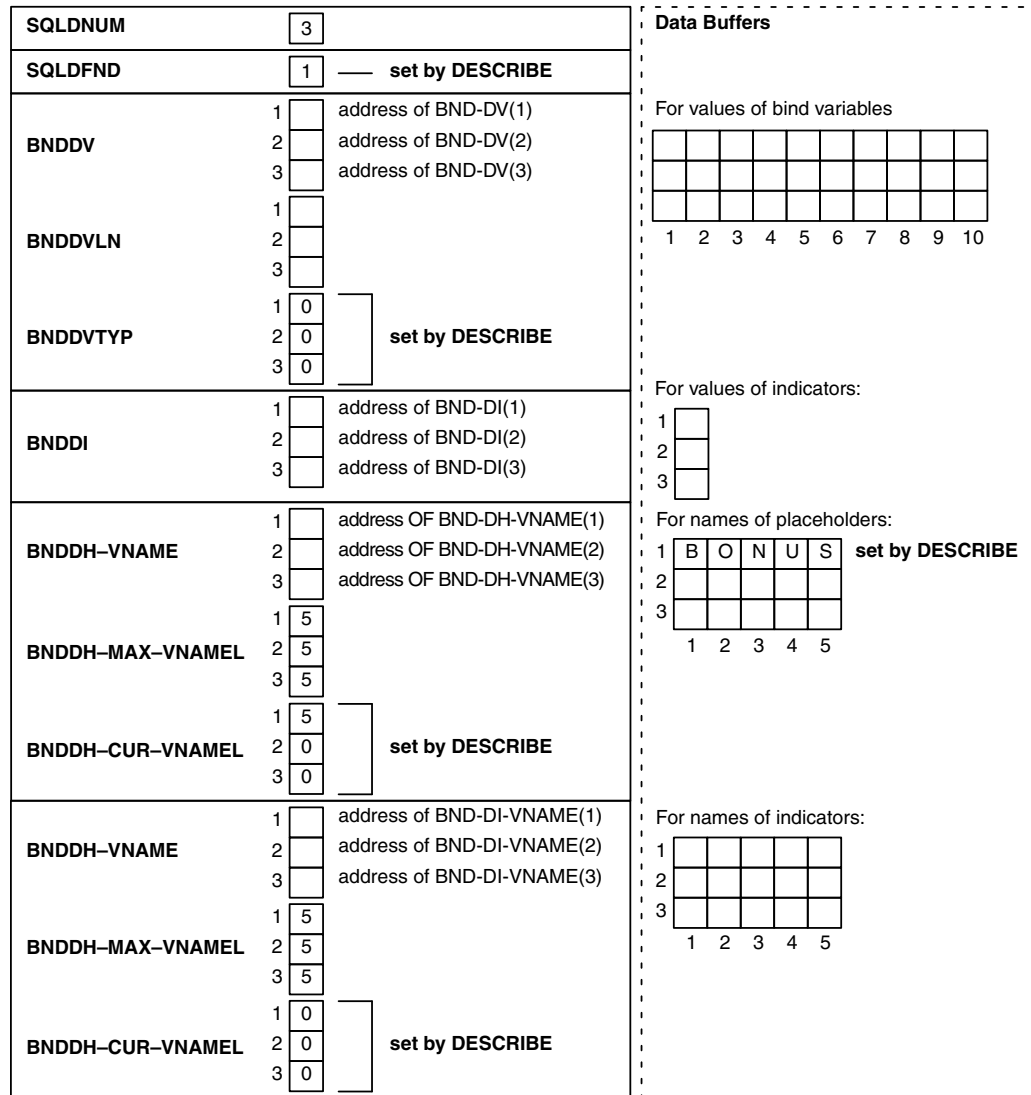 SQLDNUM 3
SQLDFND 1 set by DESCRIBE
BNDDV
1 address of BND-DV(1)
2 address of BND-DV(2)
3 address of BND-DV(3)
BNDDVLN
1
2
3
BNDDVTYP
1 0
2 0
3 0
set by DESCRIBE
BNDDI
1 address of BND-DI(1)
2 address of BND-DI(2)
3 address of BND-DI(3)
BNDDH–VNAME
1 address OF BND-DH-VNAME(1)
2 address OF BND-DH-VNAME(2)
3 address OF BND-DH-VNAME(3)
BNDDH–MAX–VNAMEL
1 5
2 5
3 5
BNDDH–CUR–VNAMEL
1 5
2 0
3 0
set by DESCRIBE
BNDDH–VNAME
1 address of BND-DI-VNAME(1)
2 address of BND-DI-VNAME(2)
3 address of BND-DI-VNAME(3)
BNDDH–MAX–VNAMEL
1 5
2 5
3 5
BNDDH–CUR–VNAMEL
1 0
2 0
3 0
set by DESCRIBE
Data Buffers
For values of bind variables
1 2 3 4 5 6 7 8 9 10
For values of indicators:
1
2
3
For names of placeholders:
1 B O N U S set by DESCRIBE
2
3
1 2 3 4 5
For names of indicators:
1
2
3
1 2 3 4 5